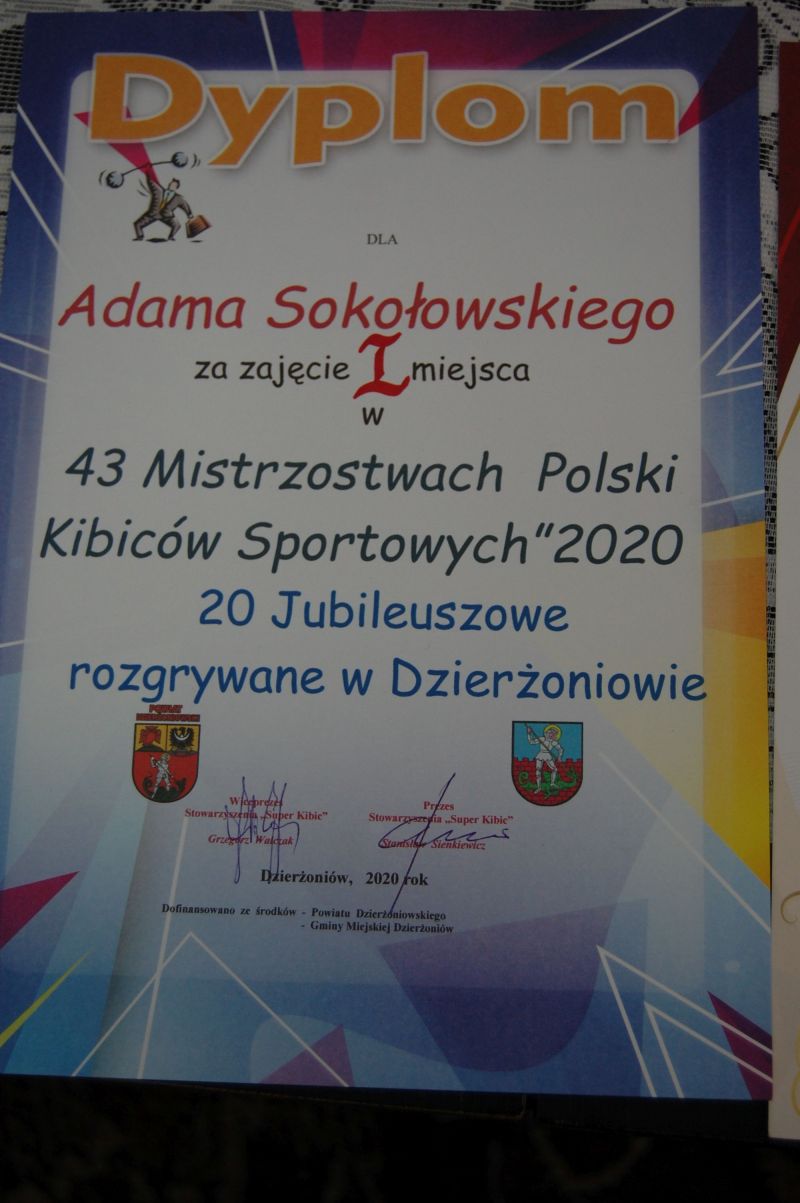 Dyplom
DLA
Adama Sokołowskiego
za zajęcie I miejsca
w
43 Mistrzostwach Polski
Kibiców Sportowych"2020
20 Jubileuszowe
rozgrywane w Dzierżoniowie
POWIAT
DZIERŻONIOWSKI
Wiceprezes
Stowarzyszenia „Super Kibic”
Grzegorz Walczak
Prezes
Stowarzyszenia „Super Kibic”
Stanisław Sienkiewicz
Dzierżoniów, 2020 rok
Dofinansowano ze środków - Powiatu Dzierżoniowskiego
- Gminy Miejskiej Dzierżoniów